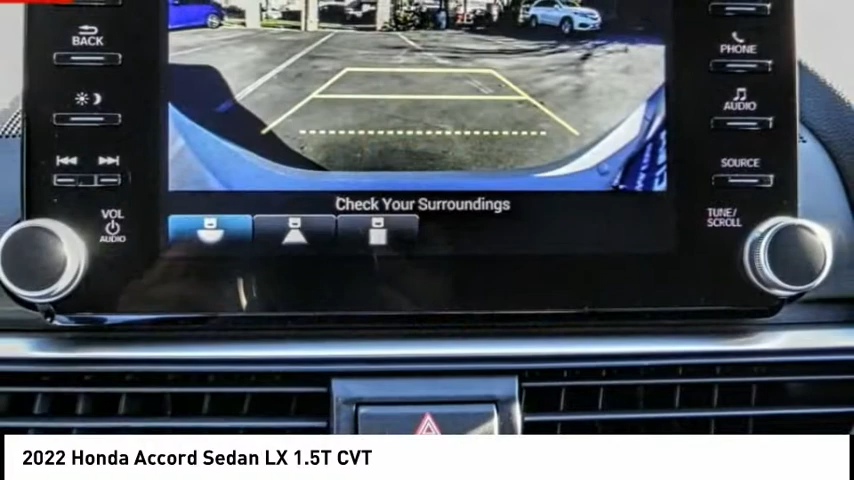 BACK
PHONE
AUDIO
SOURCE
VOL
AUDIO
TUNE/
SCROLL
Check Your Surroundings
2022 Honda Accord Sedan LX 1.5T CVT